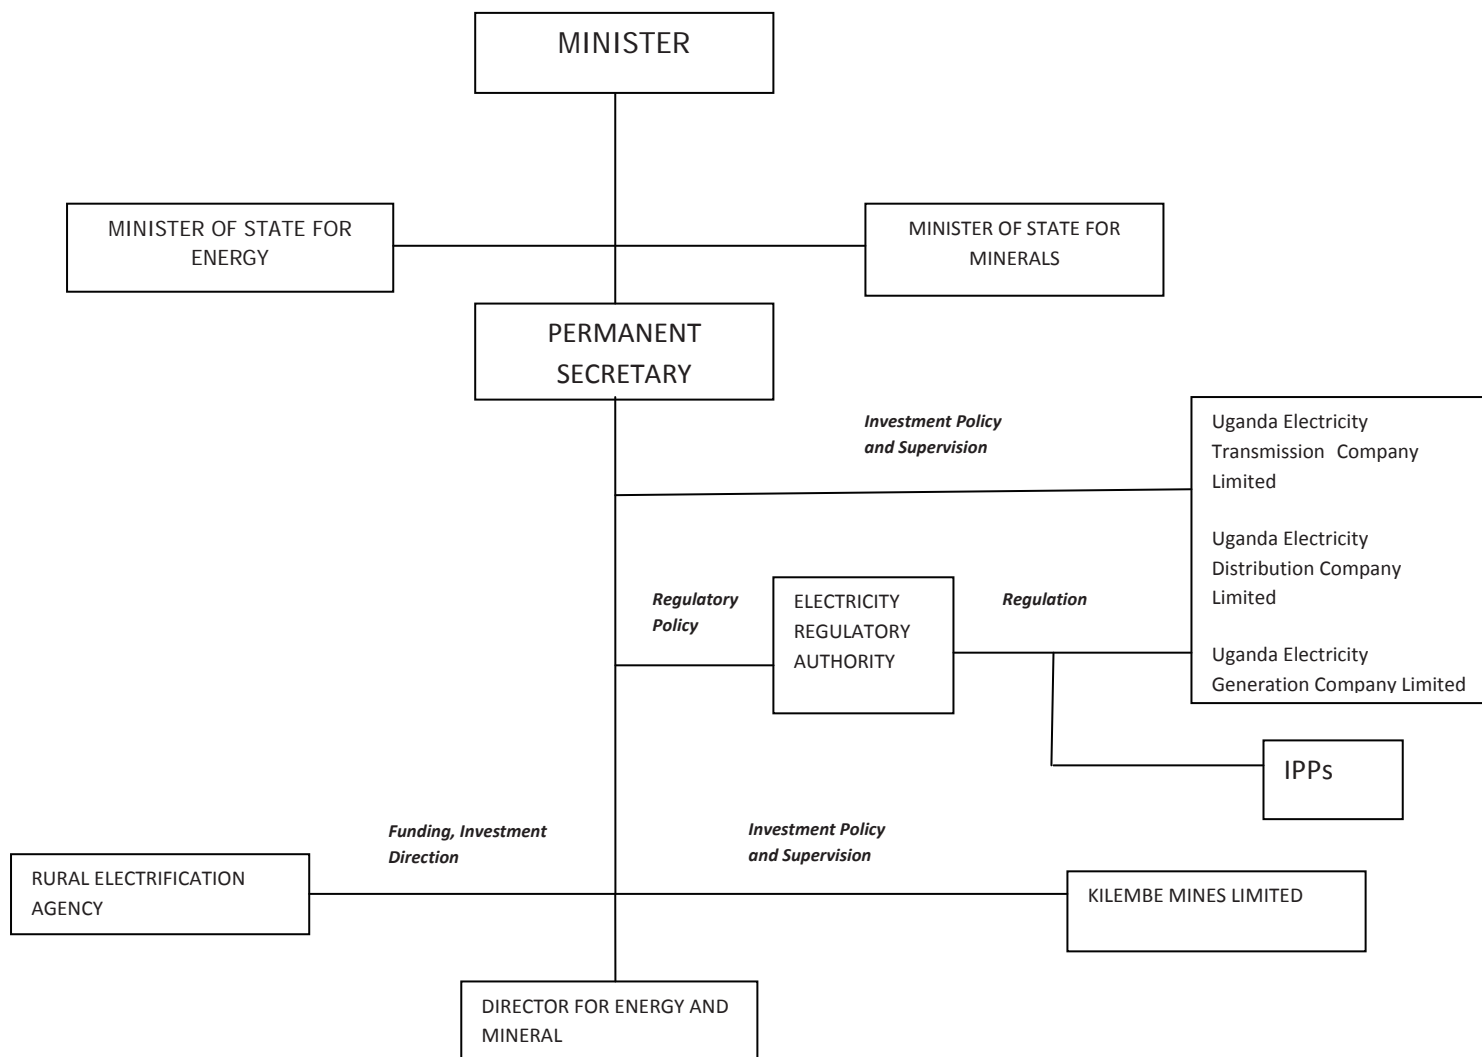 MINISTER
MINISTER OF STATE FOR
ENERGY
MINISTER OF STATE FOR
MINERALS
PERMANENT
SECRETARY
Investment Policy
and Supervision
Uganda Electricity
Transmission Company
Limited
Uganda Electricity
Distribution Company
Limited
Uganda Electricity
Generation Company Limited
Regulatory
Policy
ELECTRICITY
REGULATORY
AUTHORITY
Regulation
IPPs
Funding, Investment
Direction
Investment Policy
and Supervision
RURAL ELECTRIFICATION
AGENCY
KILEMBE MINES LIMITED
DIRECTOR FOR ENERGY AND
MINERAL